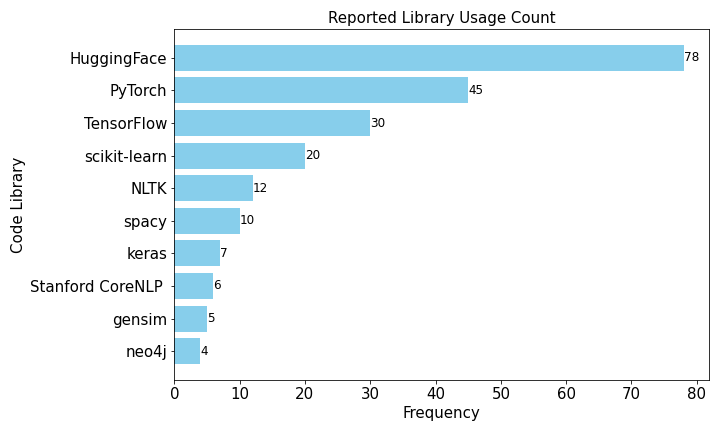 Reported Library Usage Count
Code Library
HuggingFace 78
PyTorch 45
TensorFlow 30
scikit-learn 20
NLTK 12
spacy 10
keras 7
Stanford CoreNLP 6
gensim 5
neo4j 4
0 10 20 30 40 50 60 70 80
Frequency